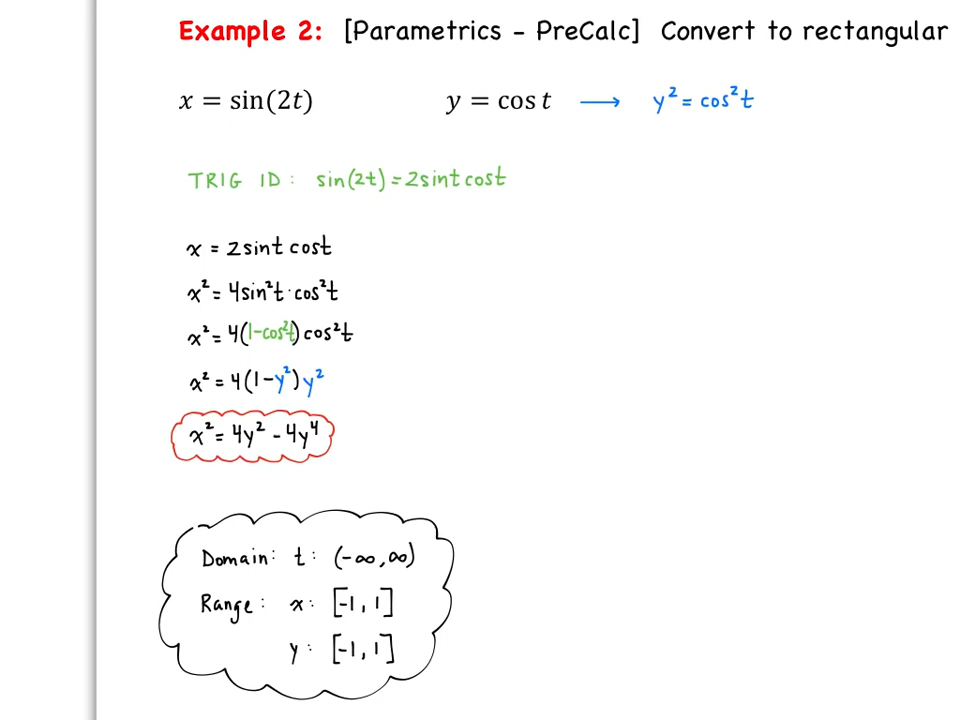 Example 2: [Parametrics - PreCalc] Convert to rectangular
x = sin(2t) y = cos t ⟶ y² = cos²t
TRIG ID: sin(2t) = 2sint cost
x = 2sint cost
x² = 4sin²t · cos²t
x² = 4(1-cos²t)cos²t
x² = 4(1-y²)y²
x² = 4y² - 4y⁴
Domain: t: (-∞,∞)
Range: x: [-1, 1]
y: [-1, 1]